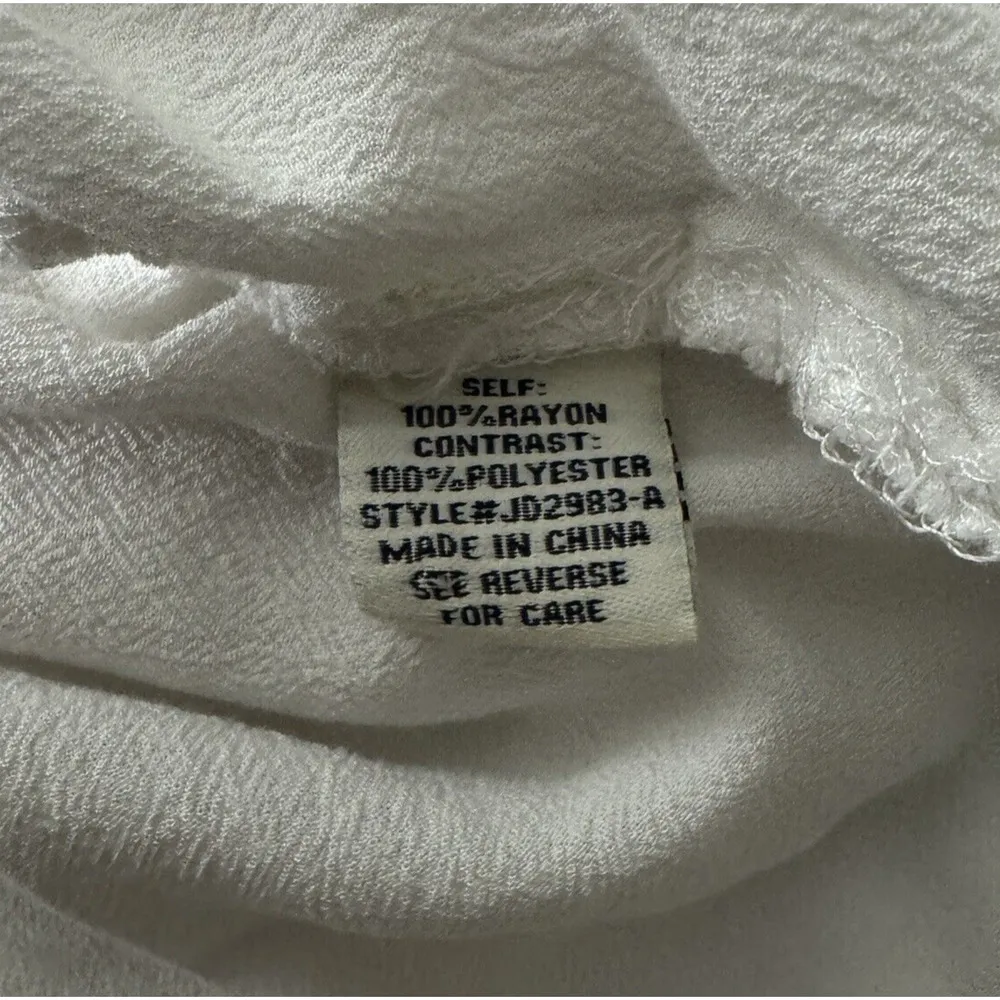 SELF:
100%RAYON
CONTRAST:
100%POLYESTER
STYLE#JD2983-A
MADE IN CHINA
SEE REVERSE
FOR CARE